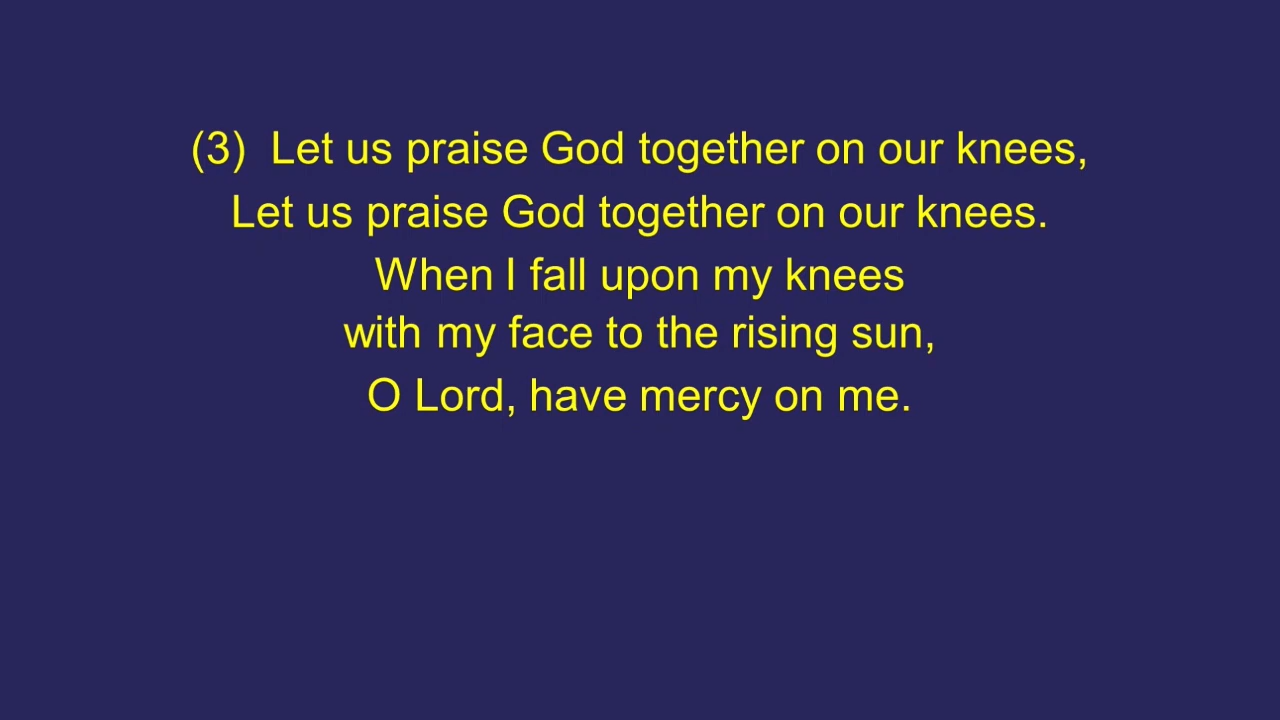 (3) Let us praise God together on our knees,
Let us praise God together on our knees.
When I fall upon my knees
with my face to the rising sun,
O Lord, have mercy on me.